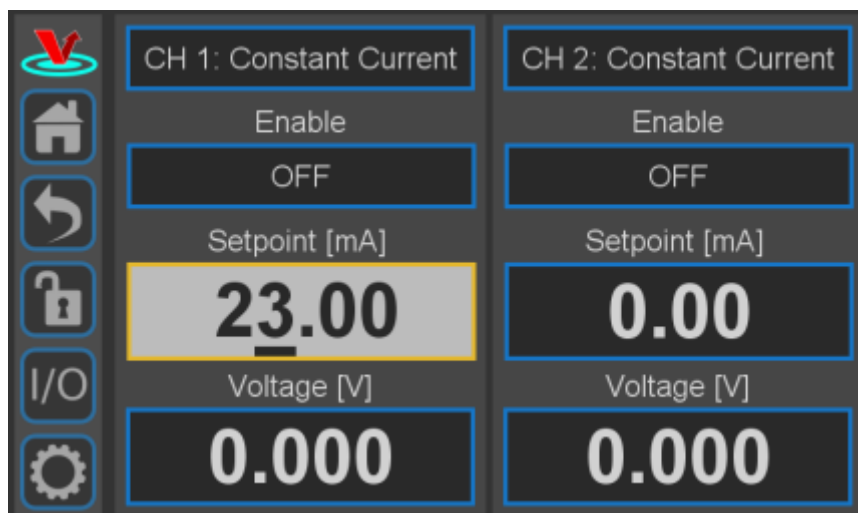 CH 1: Constant Current
Enable
OFF
Setpoint [mA]
23.00
Voltage [V]
0.000
CH 2: Constant Current
Enable
OFF
Setpoint [mA]
0.00
Voltage [V]
0.000
I/O